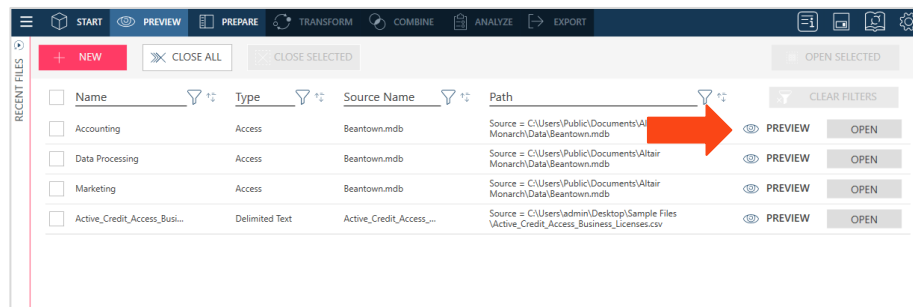 START PREVIEW PREPARE TRANSFORM COMBINE ANALYZE EXPORT
RECENT FILES
NEW CLOSE ALL CLOSE SELECTED OPEN SELECTED
Name Type Source Name Path CLEAR FILTERS
Accounting Access Beantown.mdb Source = C:\Users\Public\Documents\Al
Monarch\Data\Beantown.mdb PREVIEW OPEN
Data Processing Access Beantown.mdb Source = C:\Users\Public\Documents\Altair
Monarch\Data\Beantown.mdb PREVIEW OPEN
Marketing Access Beantown.mdb Source = C:\Users\Public\Documents\Altair
Monarch\Data\Beantown.mdb PREVIEW OPEN
Active_Credit_Access_Busi... Delimited Text Active_Credit_Access_... Source = C:\Users\admin\Desktop\Sample Files
\Active_Credit_Access_Business_Licenses.csv PREVIEW OPEN